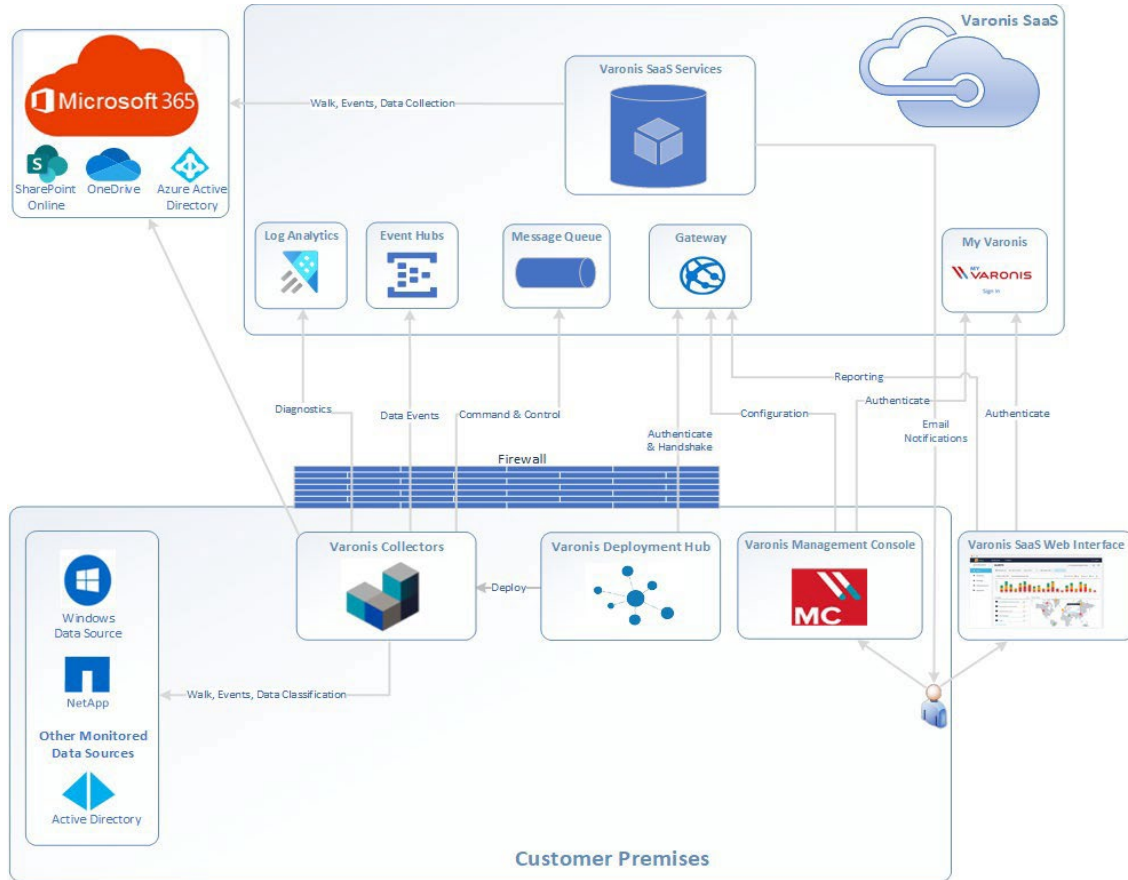 Varonis SaaS
Varonis SaaS Services
Microsoft 365
Walk, Events, Data Collection
SharePoint
Online
OneDrive
Azure Active
Directory
Log Analytics
Event Hubs
Message Queue
Gateway
My Varonis
MY
VARONIS
Sign In
Reporting
Diagnostics
Data Events
Command & Control
Authenticate
& Handshake
Configuration
Authenticate
Email
Notifications
Authenticate
Firewall
Varonis Collectors
Varonis Deployment Hub
Varonis Management Console
Varonis SaaS Web Interface
Deploy
MC
Windows
Data Source
NetApp
Walk, Events, Data Classification
Other Monitored
Data Sources
Active Directory
Customer Premises